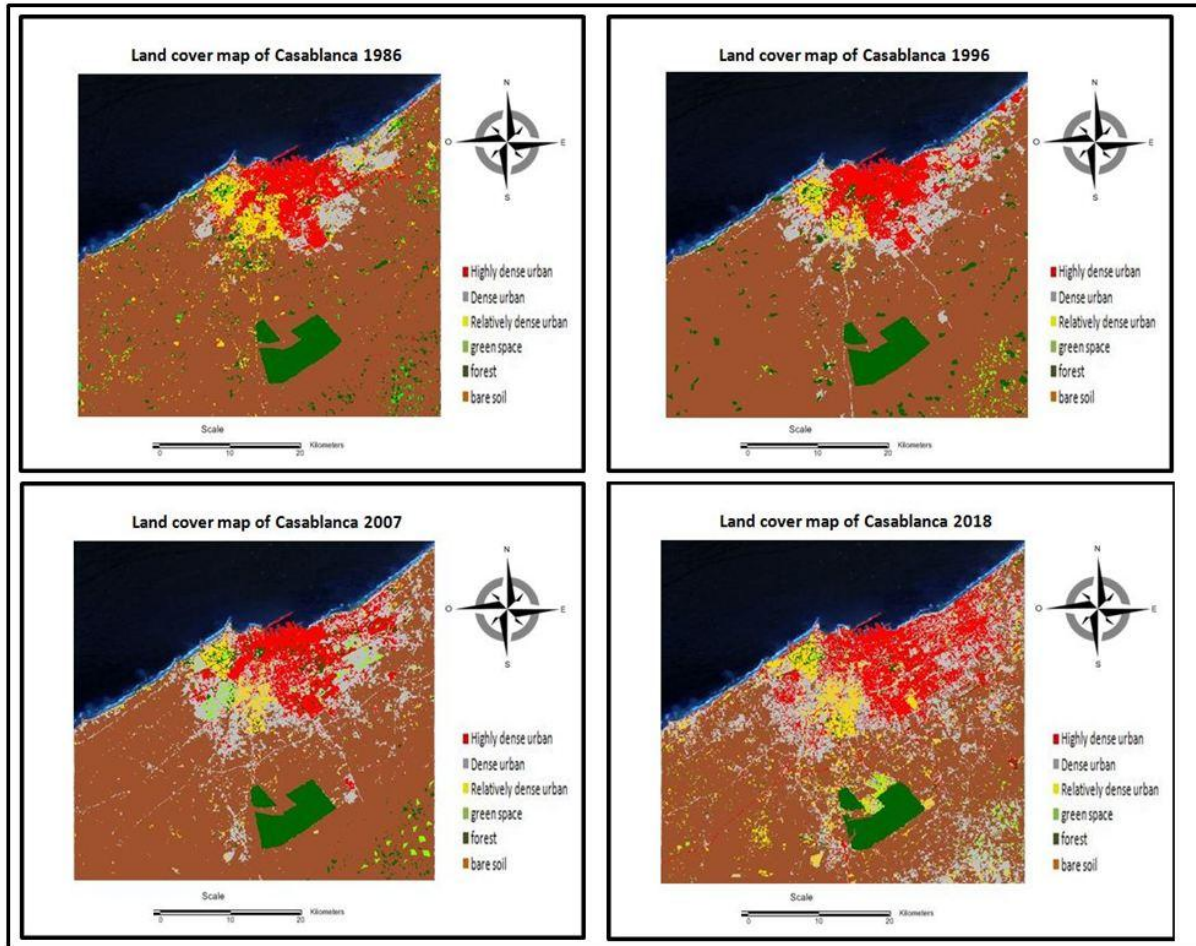 Land cover map of Casablanca 1986
N
O
E
S
Highly dense urban
Dense urban
Relatively dense urban
green space
forest
bare soil
Scale
Kilometers
0
10
20
Land cover map of Casablanca 1996
N
O
E
S
Highly dense urban
Dense urban
Relatively dense urban
green space
forest
bare soil
Scale
Kilometers
0
10
20
Land cover map of Casablanca 2007
N
O
E
S
Highly dense urban
Dense urban
Relatively dense urban
green space
forest
bare soil
Scale
Kilometers
0
10
20
Land cover map of Casablanca 2018
N
O
E
S
Highly dense urban
Dense urban
Relatively dense urban
green space
forest
bare soil
Scale
Kilometers
0
10
20